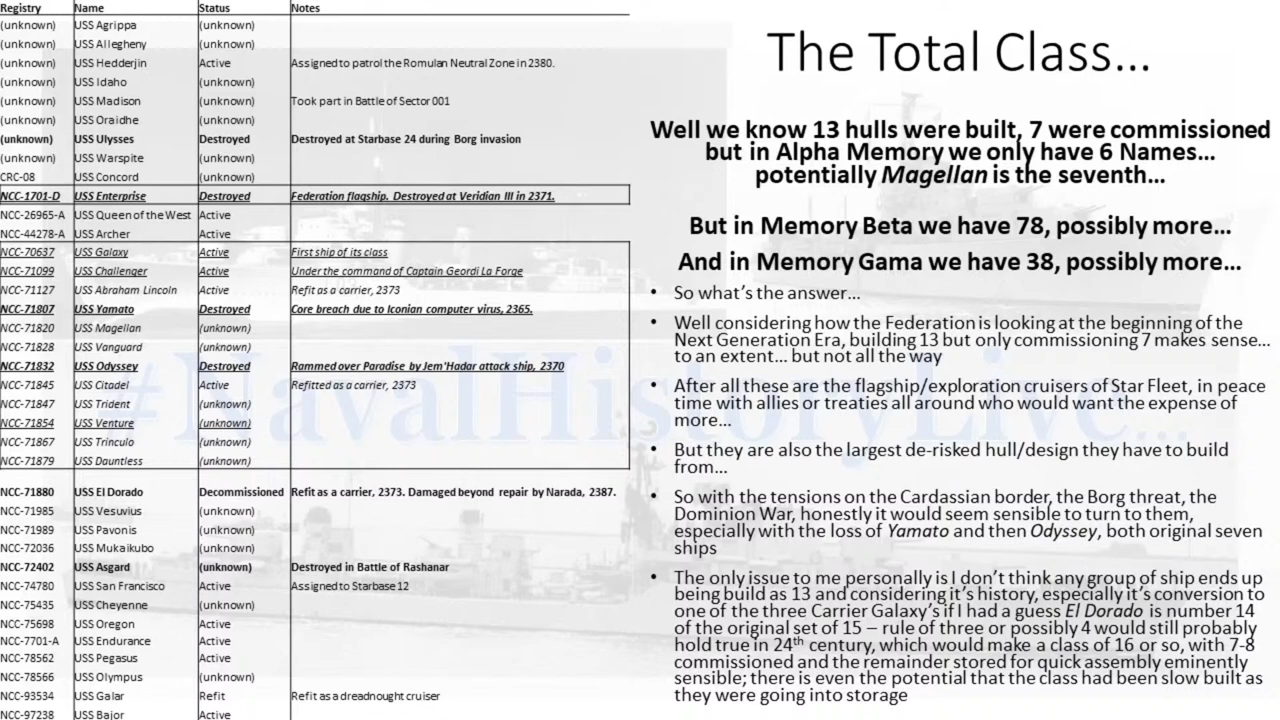 Registry Name Status Notes
(unknown) USS Agrippa (unknown)
(unknown) USS Allegheny (unknown)
(unknown) USS Hedderjin Active Assigned to patrol the Romulan Neutral Zone in 2380.
(unknown) USS Idaho (unknown)
(unknown) USS Madison (unknown) Took part in Battle of Sector 001
(unknown) USS Oraidhe (unknown)
(unknown) USS Ulysses Destroyed Destroyed at Starbase 24 during Borg invasion
(unknown) USS Warspite (unknown)
CRC-08 USS Concord (unknown)
NCC-1701-D USS Enterprise Destroyed Federation flagship. Destroyed at Veridian III in 2371.
NCC-26965-A USS Queen of the West Active
NCC-44278-A USS Archer Active
NCC-70637 USS Galaxy Active First ship of its class
NCC-71099 USS Challenger Active Under the command of Captain Geordi La Forge
NCC-71127 USS Abraham Lincoln Active Refit as a carrier, 2373
NCC-71807 USS Yamato Destroyed Core breach due to Iconian computer virus, 2365.
NCC-71820 USS Magellan (unknown)
NCC-71828 USS Vanguard (unknown)
NCC-71832 USS Odyssey Destroyed Rammed over Paradise by Jem'Hadar attack ship, 2370
NCC-71845 USS Citadel Active Refitted as a carrier, 2373
NCC-71847 USS Trident (unknown)
NCC-71854 USS Venture (unknown)
NCC-71867 USS Trinculo (unknown)
NCC-71879 USS Dauntless (unknown)
NCC-71880 USS El Dorado Decommissioned Refit as a carrier, 2373. Damaged beyond repair by Narada, 2387.
NCC-71985 USS Vesuvius (unknown)
NCC-71989 USS Pavonis (unknown)
NCC-72036 USS Mukaikubo (unknown)
NCC-72402 USS Asgard (unknown) Destroyed in Battle of Rashanar
NCC-74780 USS San Francisco Active Assigned to Starbase 12
NCC-75435 USS Cheyenne (unknown)
NCC-75698 USS Oregon Active
NCC-7701-A USS Endurance Active
NCC-78562 USS Pegasus Active
NCC-78566 USS Olympus (unknown)
NCC-93534 USS Galar Refit Refit as a dreadnought cruiser
NCC-97238 USS Bajor Active
The Total Class...
Well we know 13 hulls were built, 7 were commissioned
but in Alpha Memory we only have 6 Names...
potentially Magellan is the seventh...
But in Memory Beta we have 78, possibly more...
And in Memory Gama we have 38, possibly more...
• So what's the answer...
• Well considering how the Federation is looking at the beginning of the
Next Generation Era, building 13 but only commissioning 7 makes sense...
to an extent... but not all the way
• After all these are the flagship/exploration cruisers of Star Fleet, in peace
time with allies or treaties all around who would want the expense of
more...
• But they are also the largest de-risked hull/design they have to build
from...
• So with the tensions on the Cardassian border, the Borg threat, the
Dominion War, honestly it would seem sensible to turn to them,
especially with the loss of Yamato and then Odyssey, both original seven
ships
• The only issue to me personally is I don't think any group of ship ends up
being build as 13 and considering it's history, especially it's conversion to
one of the three Carrier Galaxy's if I had a guess El Dorado is number 14
of the original set of 15 – rule of three or possibly 4 would still probably
hold true in 24th century, which would make a class of 16 or so, with 7-8
commissioned and the remainder stored for quick assembly eminently
sensible; there is even the potential that the class had been slow built as
they were going into storage
#NavalHistoryLive...